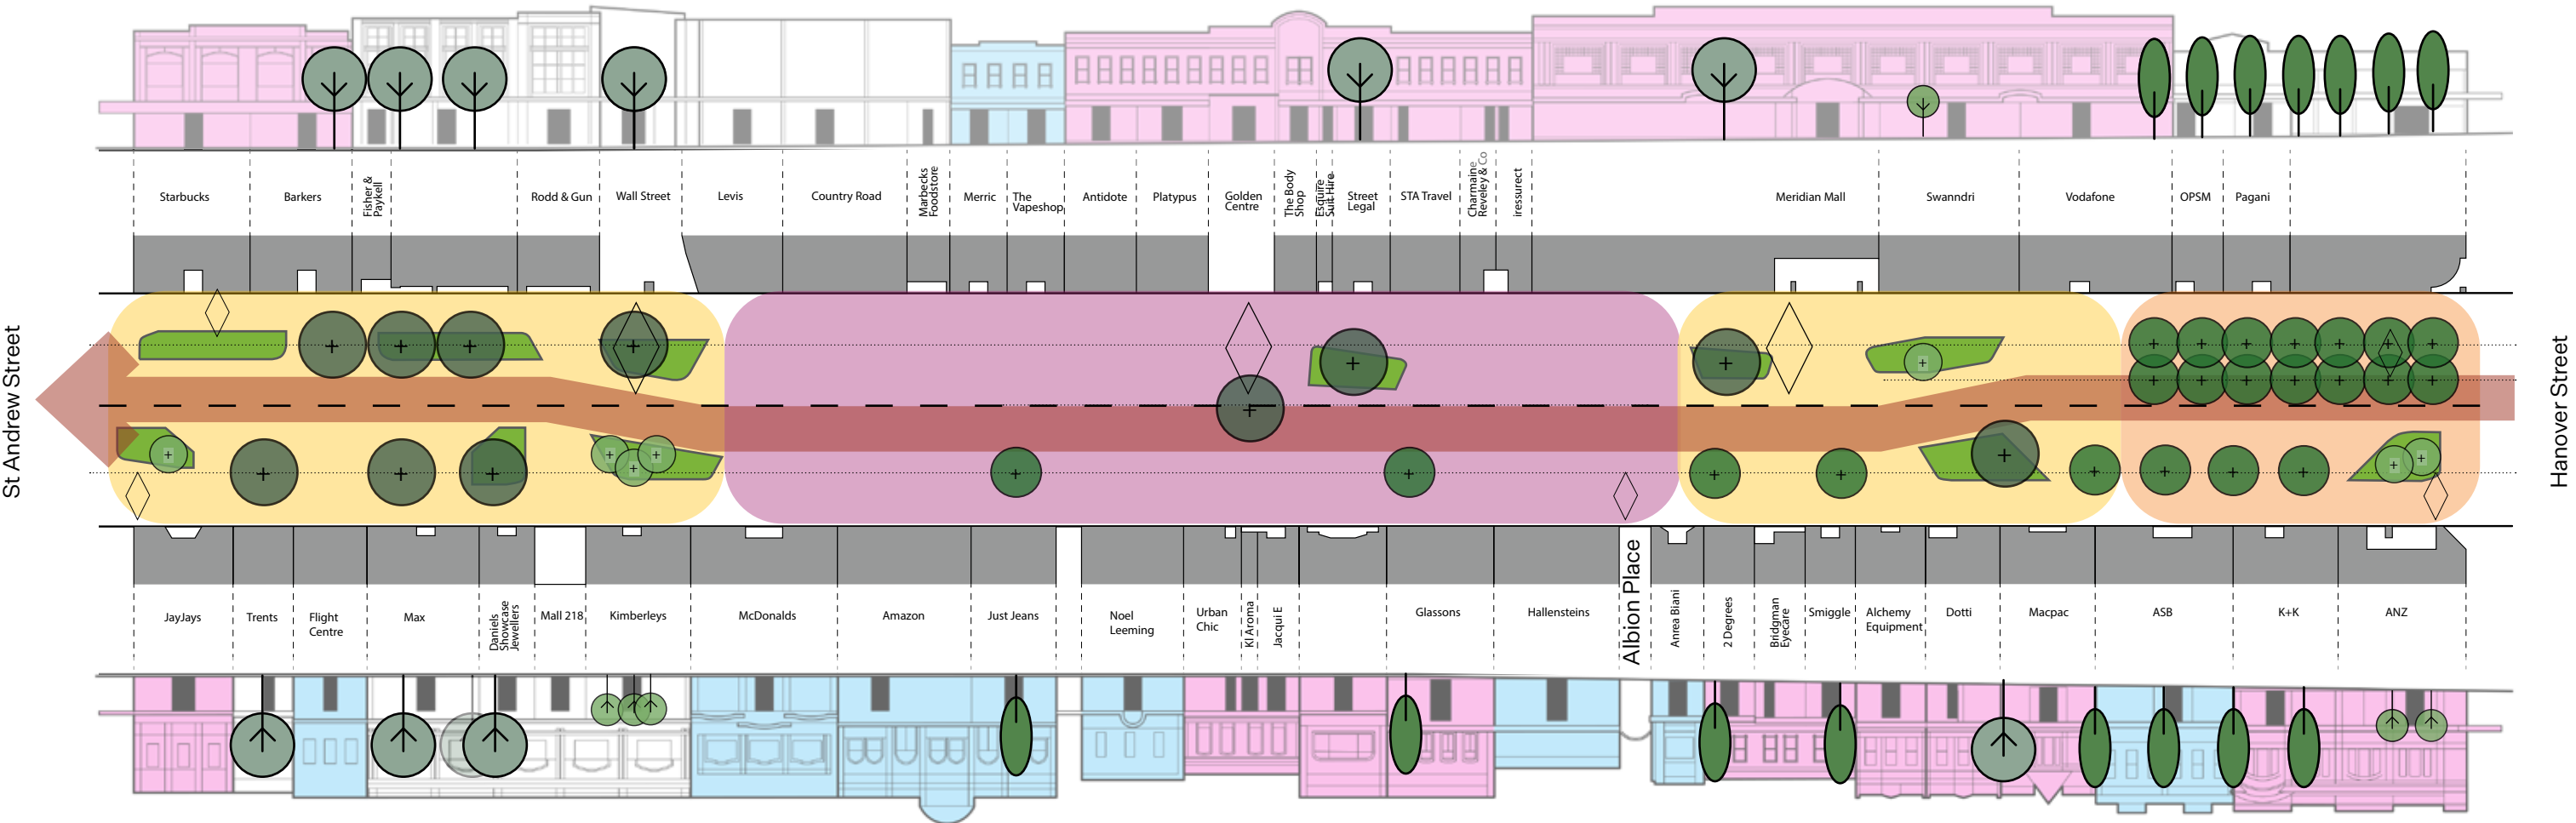 St Andrew Street
Hanover Street
Starbucks
Barkers
Fisher &
Paykell
Rodd & Gun
Wall Street
Levis
Country Road
Marbecks
Foodstore
Merric
The
Vapeshop
Antidote
Platypus
Golden
Centre
The Body
Shop
Esquire
Suit Hire
Street
Legal
STA Travel
Charmaine
Reveley & Co
iressurect
Meridian Mall
Swanndri
Vodafone
OPSM
Pagani
JayJays
Trents
Flight
Centre
Max
Daniels
Showcase
Jewellers
Mall 218
Kimberleys
McDonalds
Amazon
Just Jeans
Noel
Leeming
Urban
Chic
KI Aroma
Jacqui E
Glassons
Hallensteins
Albion Place
Anrea Biani
2 Degrees
Bridgman
Eyecare
Smiggle
Alchemy
Equipment
Dotti
Macpac
ASB
K+K
ANZ